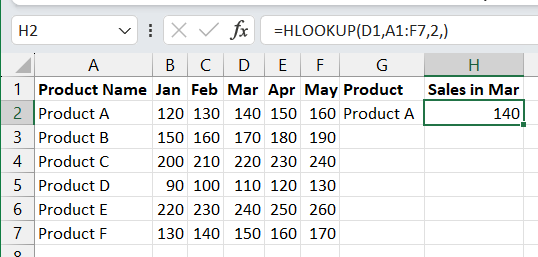 H2 fx =HLOOKUP(D1,A1:F7,2,)
A B C D E F G H
1 Product Name Jan Feb Mar Apr May Product Sales in Mar
2 Product A 120 130 140 150 160 Product A 140
3 Product B 150 160 170 180 190
4 Product C 200 210 220 230 240
5 Product D 90 100 110 120 130
6 Product E 220 230 240 250 260
7 Product F 130 140 150 160 170
8